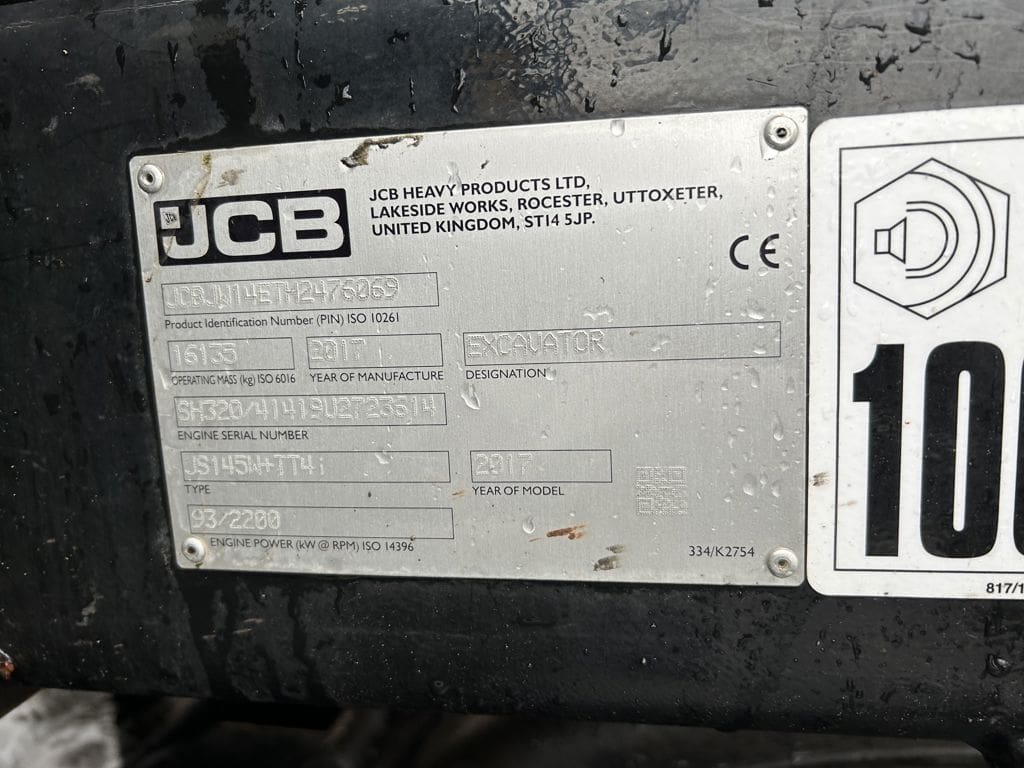 JCB
JCB HEAVY PRODUCTS LTD,
LAKESIDE WORKS, ROCESTER, UTTOXETER,
UNITED KINGDOM, ST14 5JP.
CE
JCBJW14ETH2476069
Product Identification Number (PIN) ISO 10261
16135 2017 EXCAVATOR
OPERATING MASS (kg) ISO 6016 YEAR OF MANUFACTURE DESIGNATION
SH320/41419U2723614
ENGINE SERIAL NUMBER
JS145W+TT4i 2017
TYPE YEAR OF MODEL
93/2200
ENGINE POWER (kW @ RPM) ISO 14396
334/K2754
10
817/1